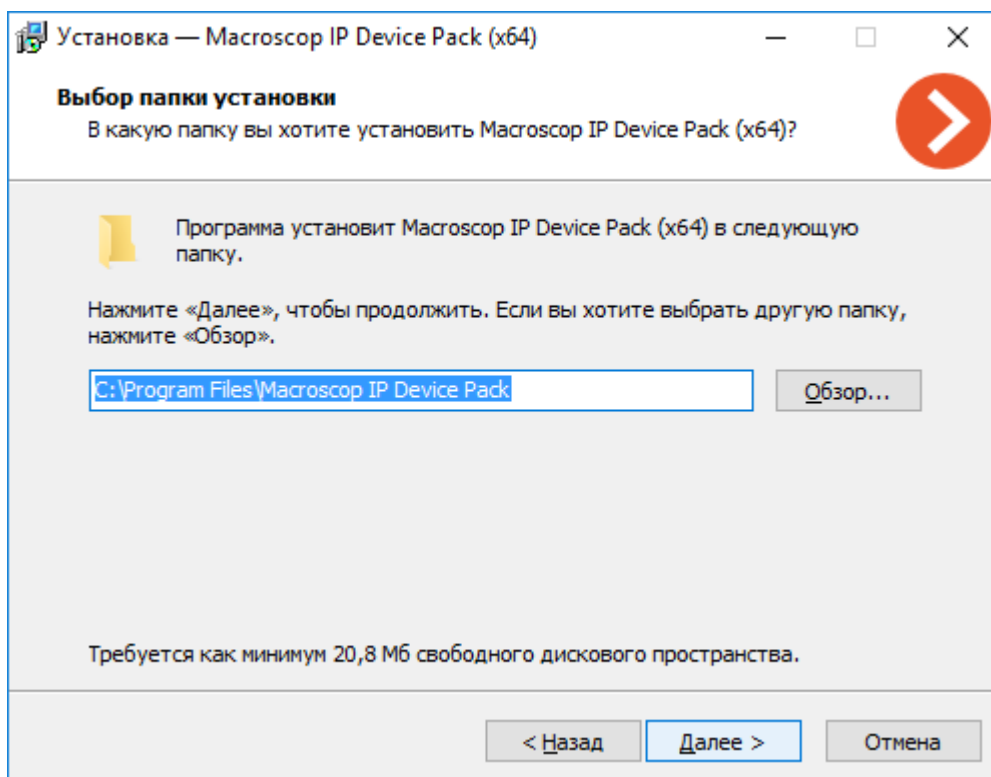 Установка — Macroscop IP Device Pack (x64)
Выбор папки установки
В какую папку вы хотите установить Macroscop IP Device Pack (x64)?
Программа установит Macroscop IP Device Pack (x64) в следующую
папку.
Нажмите «Далее», чтобы продолжить. Если вы хотите выбрать другую папку,
нажмите «Обзор».
C:\Program Files\Macroscop IP Device Pack
Обзор...
Требуется как минимум 20,8 Мб свободного дискового пространства.
< Назад Далее > Отмена